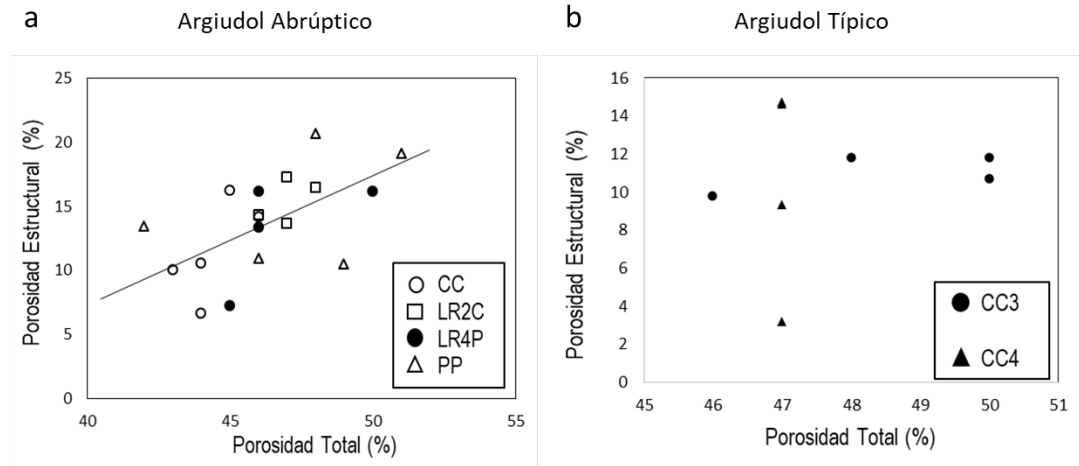 a
Argiudol Abrúptico
Porosidad Estructural (%)
25
20
15
10
5
0
40
45
50
55
Porosidad Total (%)
CC
LR2C
LR4P
PP
b
Argiudol Típico
Porosidad Estructural (%)
16
14
12
10
8
6
4
2
0
45
46
47
48
49
50
51
Porosidad Total (%)
CC3
CC4